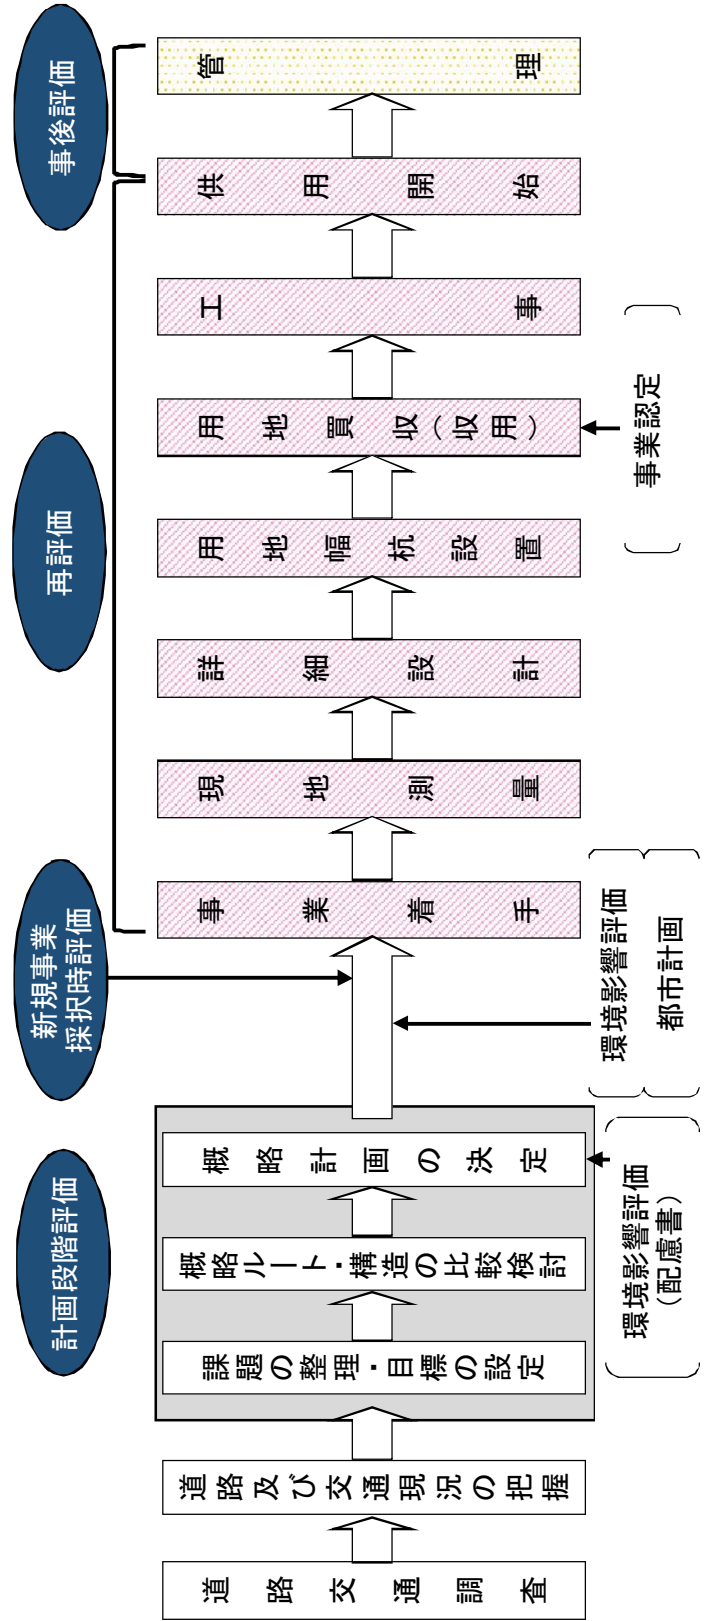 計画段階評価
新規事業
採択時評価
再評価
事後評価
道路交通調査
道路及び交通現況の把握
課題の整理・目標の設定
概略ルート・構造の比較検討
概略計画の決定
事業着手
現地測量
詳細設計
用地幅杭設置
用地買収(収用)
工事
供用開始
管理
環境影響評価
(配慮書)
環境影響評価
都市計画
事業認定